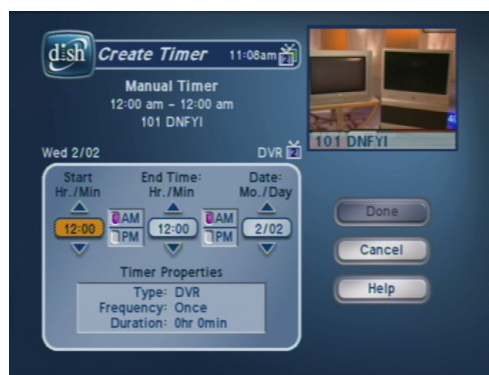 dish Create Timer 11:08am 2
Manual Timer
12:00 am - 12:00 am
101 DNFYI
101 DNFYI
Wed 2/02 DVR 2
Start End Time: Date:
Hr./Min Hr./Min Mo./Day
AM AM
12:00 12:00 2/02
PM PM
Timer Properties
Type: DVR
Frequency: Once
Duration: 0hr 0min
Done
Cancel
Help